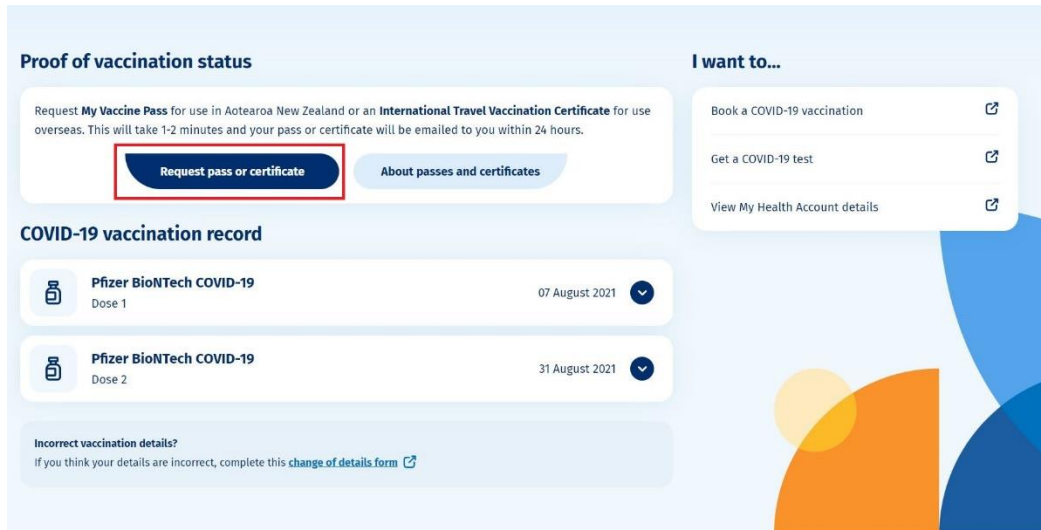 Proof of vaccination status
Request My Vaccine Pass for use in Aotearoa New Zealand or an International Travel Vaccination Certificate for use
overseas. This will take 1-2 minutes and your pass or certificate will be emailed to you within 24 hours.
Request pass or certificate
About passes and certificates
COVID-19 vaccination record
Pfizer BioNTech COVID-19
Dose 1
07 August 2021
Pfizer BioNTech COVID-19
Dose 2
31 August 2021
Incorrect vaccination details?
If you think your details are incorrect, complete this change of details form
I want to...
Book a COVID-19 vaccination
Get a COVID-19 test
View My Health Account details